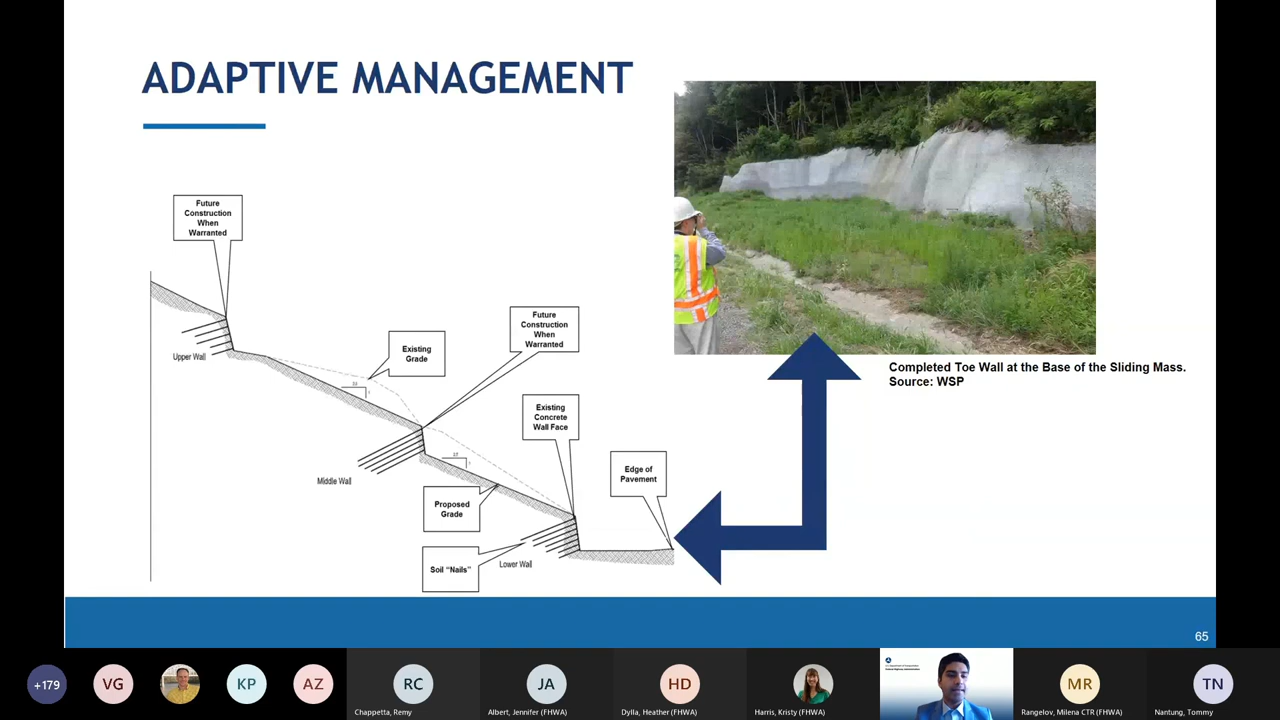 ADAPTIVE MANAGEMENT
Future
Construction
When
Warranted
Upper Wall
Existing
Grade
Future
Construction
When
Warranted
Existing
Concrete
Wall Face
Edge of
Pavement
Middle Wall
Proposed
Grade
Soil “Nails”
Lower Wall
Completed Toe Wall at the Base of the Sliding Mass.
Source: WSP
65
+179
VG
KP
AZ
RC
Chappetta, Remy
JA
Albert, Jennifer (FHWA)
HD
Dylla, Heather (FHWA)
Harris, Kristy (FHWA)
MR
Rangelov, Milena CTR (FHWA)
TN
Nantung, Tommy